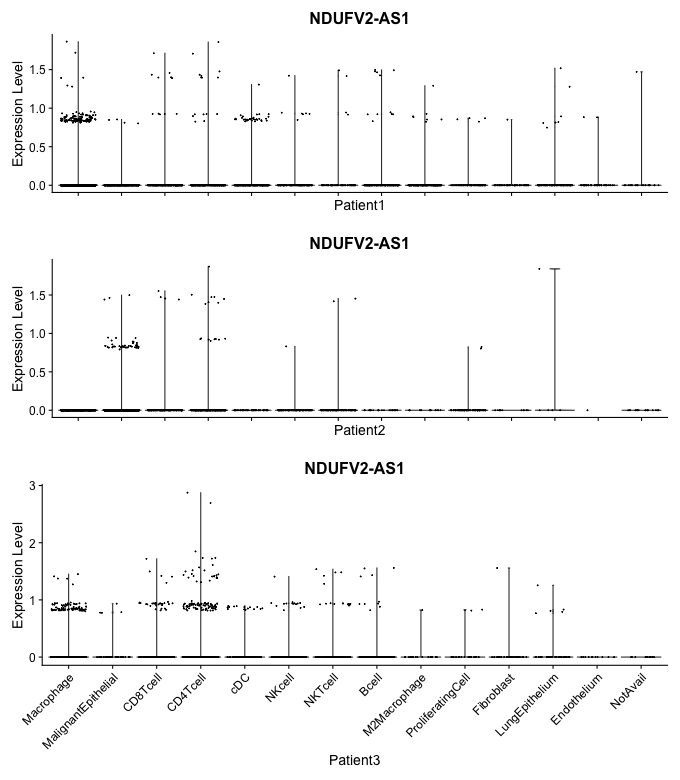 NDUFV2-AS1
Expression Level
1.5
1.0
0.5
0.0
Patient1
NDUFV2-AS1
Expression Level
1.5
1.0
0.5
0.0
Patient2
NDUFV2-AS1
Expression Level
3
2
1
0
Macrophage
MalignantEpithelial
CD8Tcell
CD4Tcell
cDC
NKcell
NKTcell
Bcell
M2Macrophage
ProliferatingCell
Fibroblast
LungEpithelium
Endothelium
NotAvail
Patient3